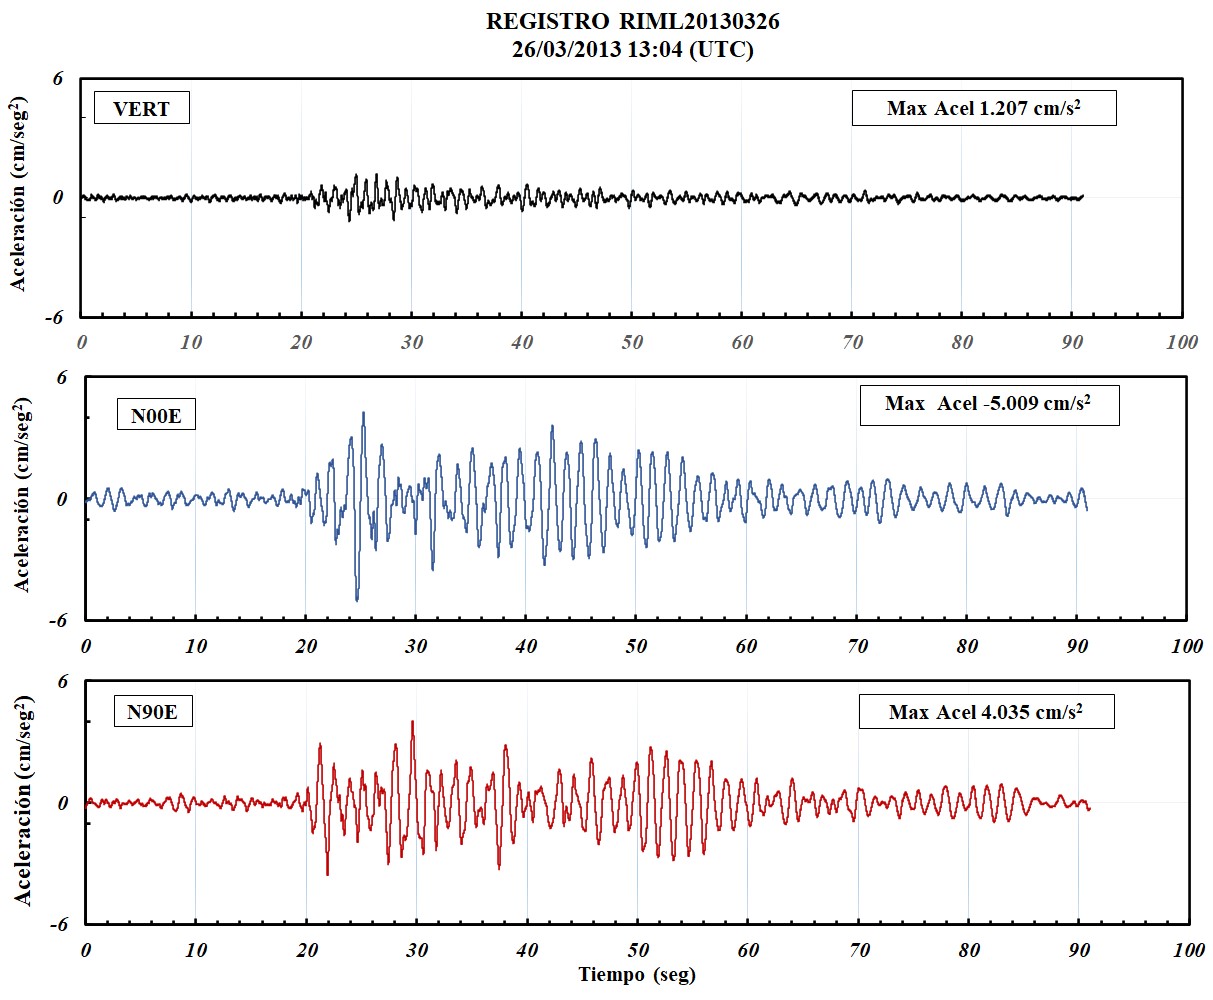 REGISTRO RIML20130326
26/03/2013 13:04 (UTC)
Aceleración (cm/seg²)
6
0
-6
VERT
Max Acel 1.207 cm/s²
0 10 20 30 40 50 60 70 80 90 100
Aceleración (cm/seg²)
6
0
-6
N00E
Max Acel -5.009 cm/s²
0 10 20 30 40 50 60 70 80 90 100
Aceleración (cm/seg²)
6
0
-6
N90E
Max Acel 4.035 cm/s²
0 10 20 30 40 50 60 70 80 90 100
Tiempo (seg)